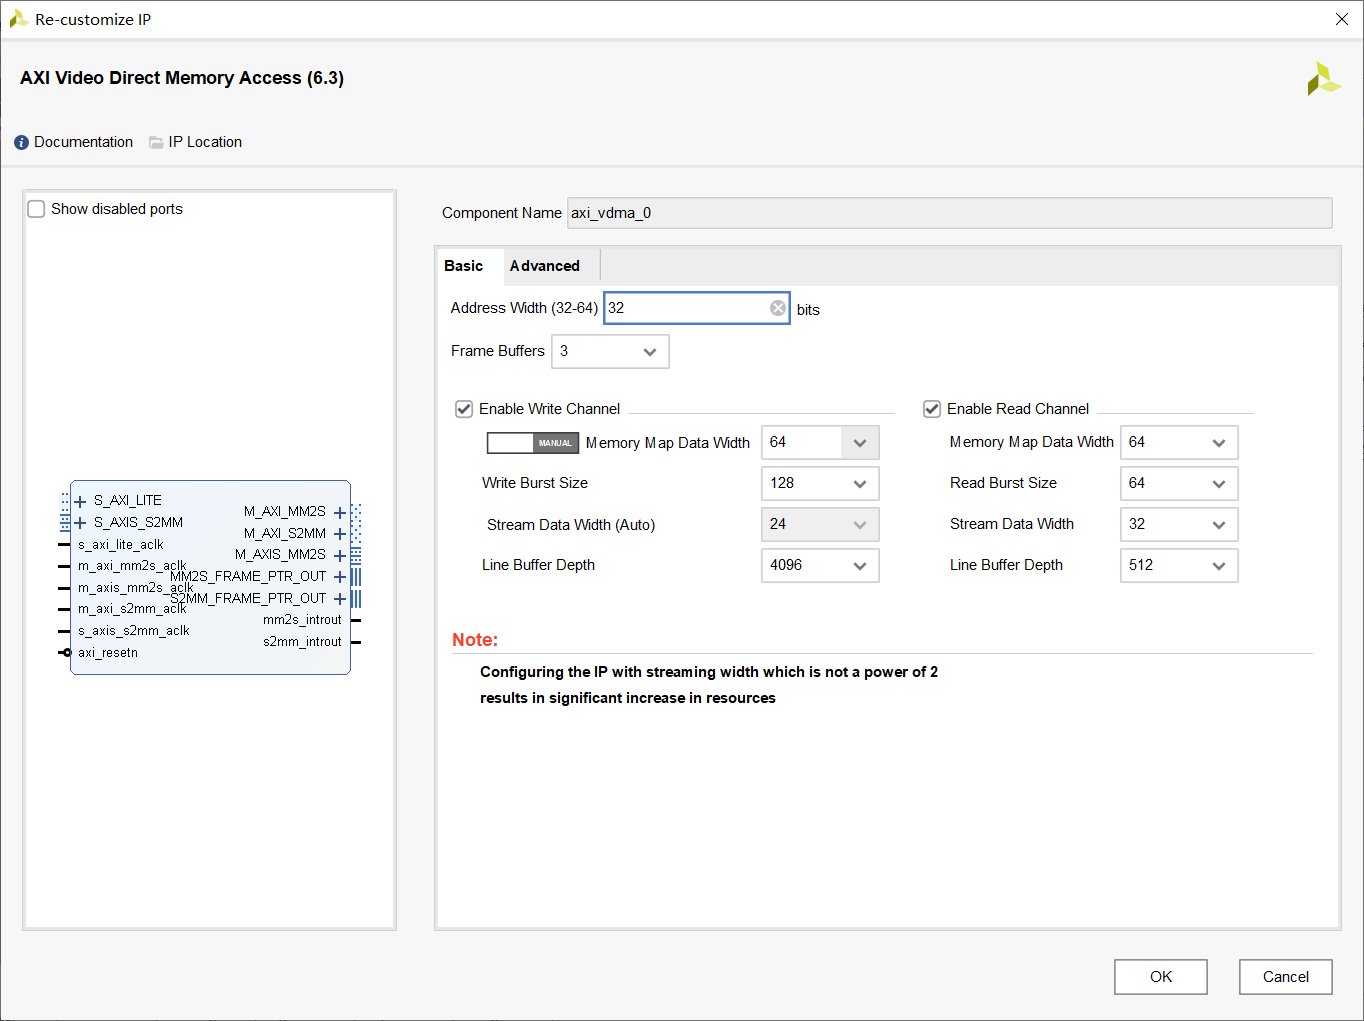 Re-customize IP
AXI Video Direct Memory Access (6.3)
Documentation IP Location
Show disabled ports
S_AXI_LITE
S_AXIS_S2MM
s_axi_lite_aclk
m_axi_mm2s_aclk
m_axis_mm2s_aclk
m_axi_s2mm_aclk
s_axis_s2mm_aclk
axi_resetn
M_AXI_MM2S
M_AXI_S2MM
M_AXIS_MM2S
MM2S_FRAME_PTR_OUT
S2MM_FRAME_PTR_OUT
mm2s_introut
s2mm_introut
Component Name axi_vdma_0
Basic Advanced
Address Width (32-64) 32 bits
Frame Buffers 3
Enable Write Channel
MANUAL Memory Map Data Width 64
Write Burst Size 128
Stream Data Width (Auto) 24
Line Buffer Depth 4096
Enable Read Channel
Memory Map Data Width 64
Read Burst Size 64
Stream Data Width 32
Line Buffer Depth 512
Note:
Configuring the IP with streaming width which is not a power of 2
results in significant increase in resources
OK Cancel